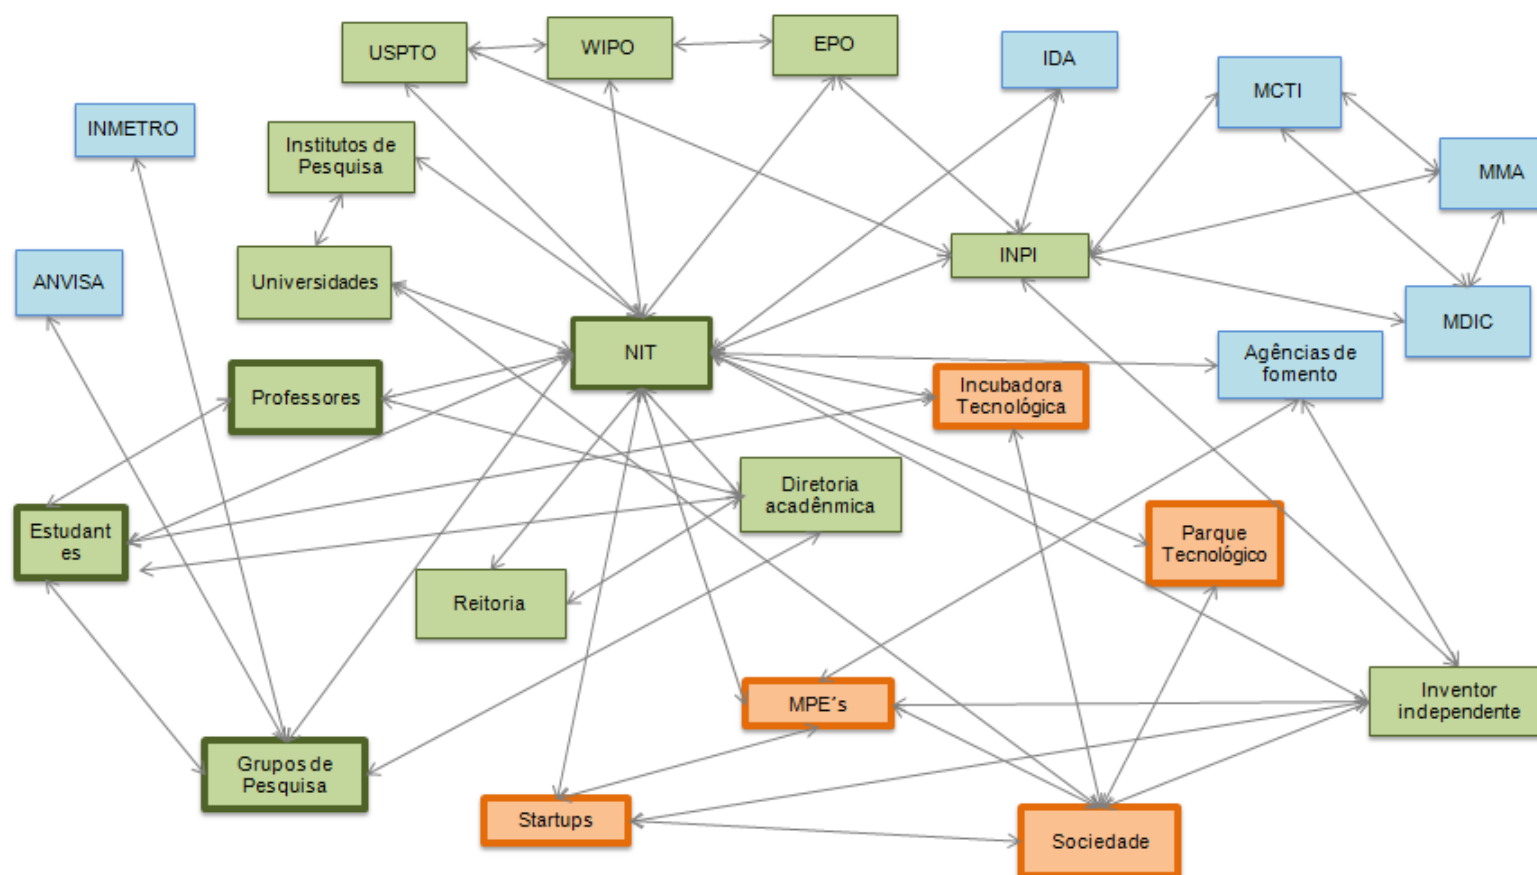 USPTO
WIPO
EPO
IDA
MCTI
INMETRO
Institutos de
Pesquisa
MMA
ANVISA
Universidades
INPI
MDIC
NIT
Agências de
fomento
Professores
Incubadora
Tecnológica
Estudant
es
Diretoria
acadênmica
Parque
Tecnológico
Reitoria
MPE´s
Inventor
independente
Grupos de
Pesquisa
Startups
Sociedade